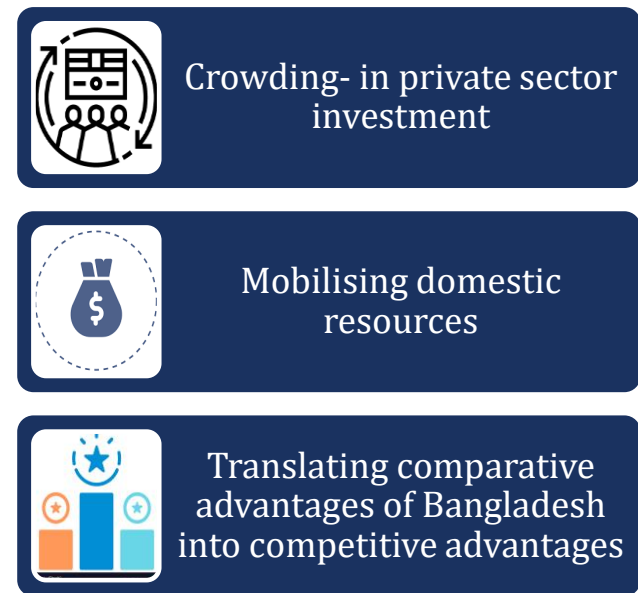 Crowding- in private sector
investment
$
Mobilising domestic
resources
Translating comparative
advantages of Bangladesh
into competitive advantages